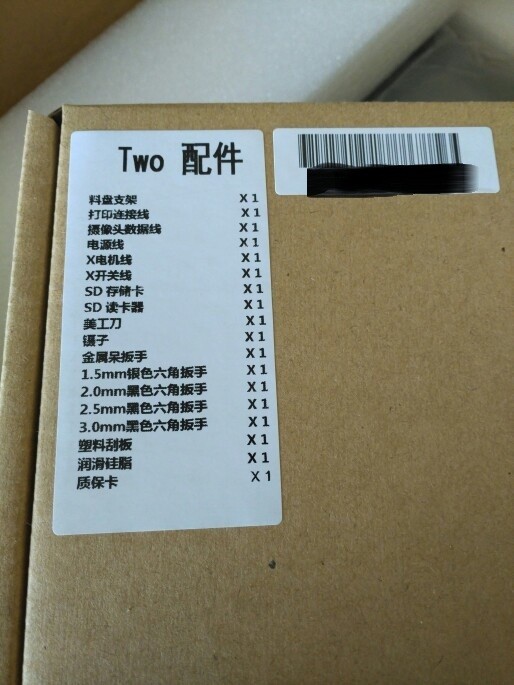 Two 配件
料盘支架 X 1
打印连接线 X 1
摄像头数据线 X 1
电源线 X 1
X电机线 X 1
X开关线 X 1
SD 存储卡 X 1
SD 读卡器 X 1
美工刀 X 1
镊子 X 1
金属呆扳手 X 1
1.5mm银色六角扳手 X 1
2.0mm黑色六角扳手 X 1
2.5mm黑色六角扳手 X 1
3.0mm黑色六角扳手 X 1
塑料刮板 X 1
润滑硅脂 X 1
质保卡 X 1